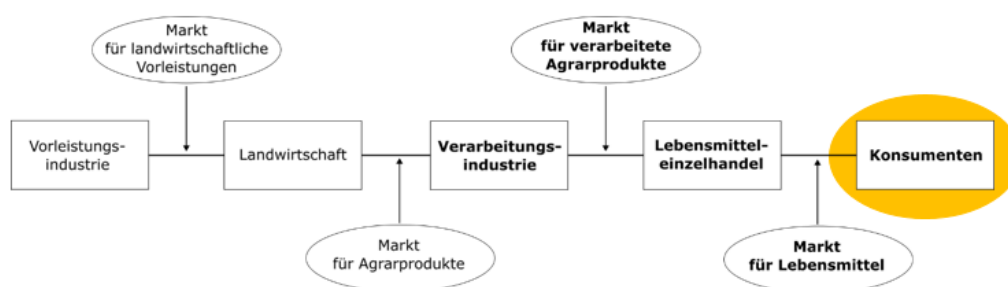 Markt
für landwirtschaftliche
Vorleistungen
Markt
für verarbeitete
Agrarprodukte
Vorleistungs-
industrie
Landwirtschaft
Verarbeitungs-
industrie
Lebensmittel-
einzelhandel
Konsumenten
Markt
für Agrarprodukte
Markt
für Lebensmittel